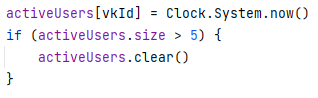 activeUsers[vkId] = Clock.System.now()
if (activeUsers.size > 5) {
    activeUsers.clear()
}